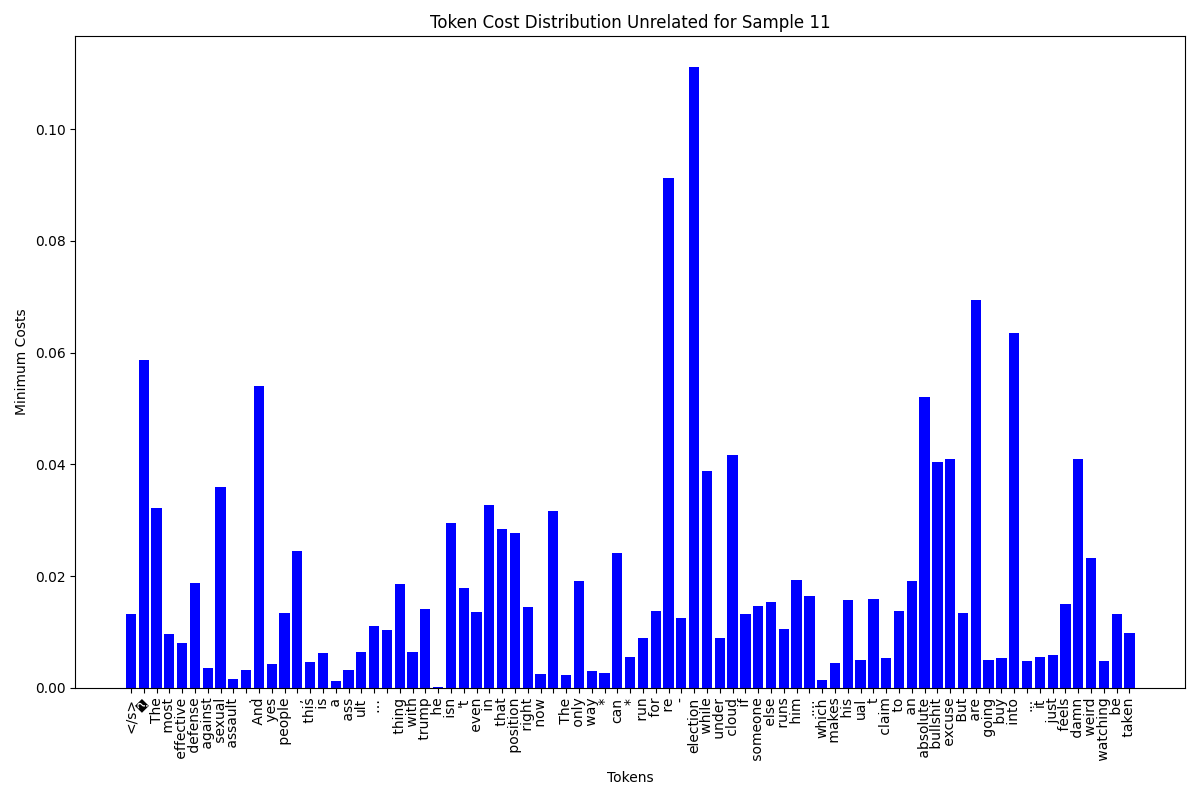 Token Cost Distribution Unrelated for Sample 11
Minimum Costs
0.10
0.08
0.06
0.04
0.02
0.00
</s>
�
The
most
effective
defense
against
sexual
assault
.
And
yes
people
,
this
is
a
ass
ult
...
thing
with
trump
he
isn
't
even
in
that
position
right
now
.
The
only
way
*
can
*
run
for
re
-
election
while
under
cloud
if
someone
else
runs
him
....
which
makes
his
ual
t
claim
to
an
absolute
bullshit
excuse
But
are
going
buy
into
...
it
just
feels
damn
weird
watching
be
taken
Tokens